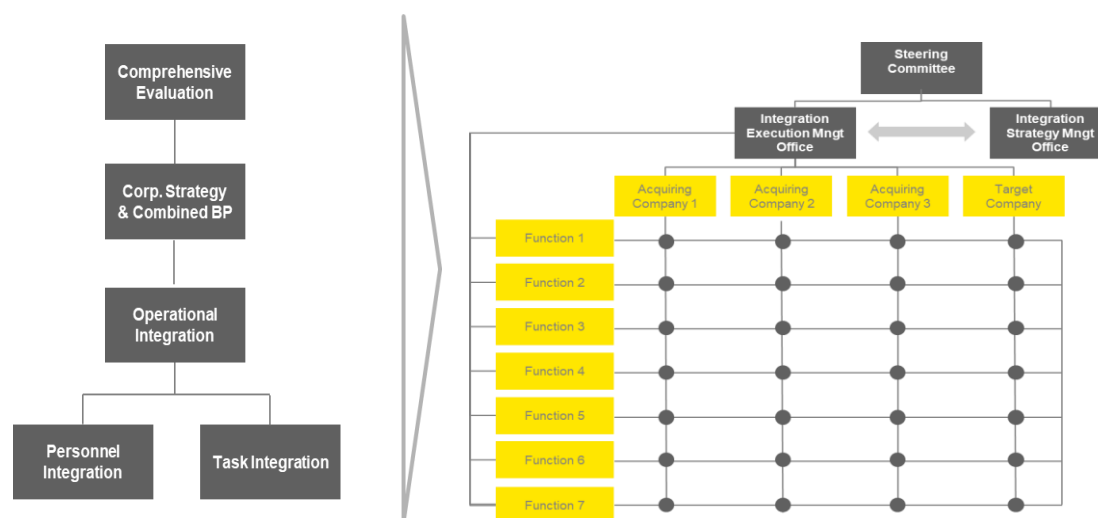 Comprehensive
Evaluation
Corp. Strategy
& Combined BP
Operational
Integration
Personnel
Integration
Task Integration
Steering
Committee
Integration
Execution Mngt
Office
Integration
Strategy Mngt
Office
Acquiring
Company 1
Acquiring
Company 2
Acquiring
Company 3
Target
Company
Function 1
Function 2
Function 3
Function 4
Function 5
Function 6
Function 7